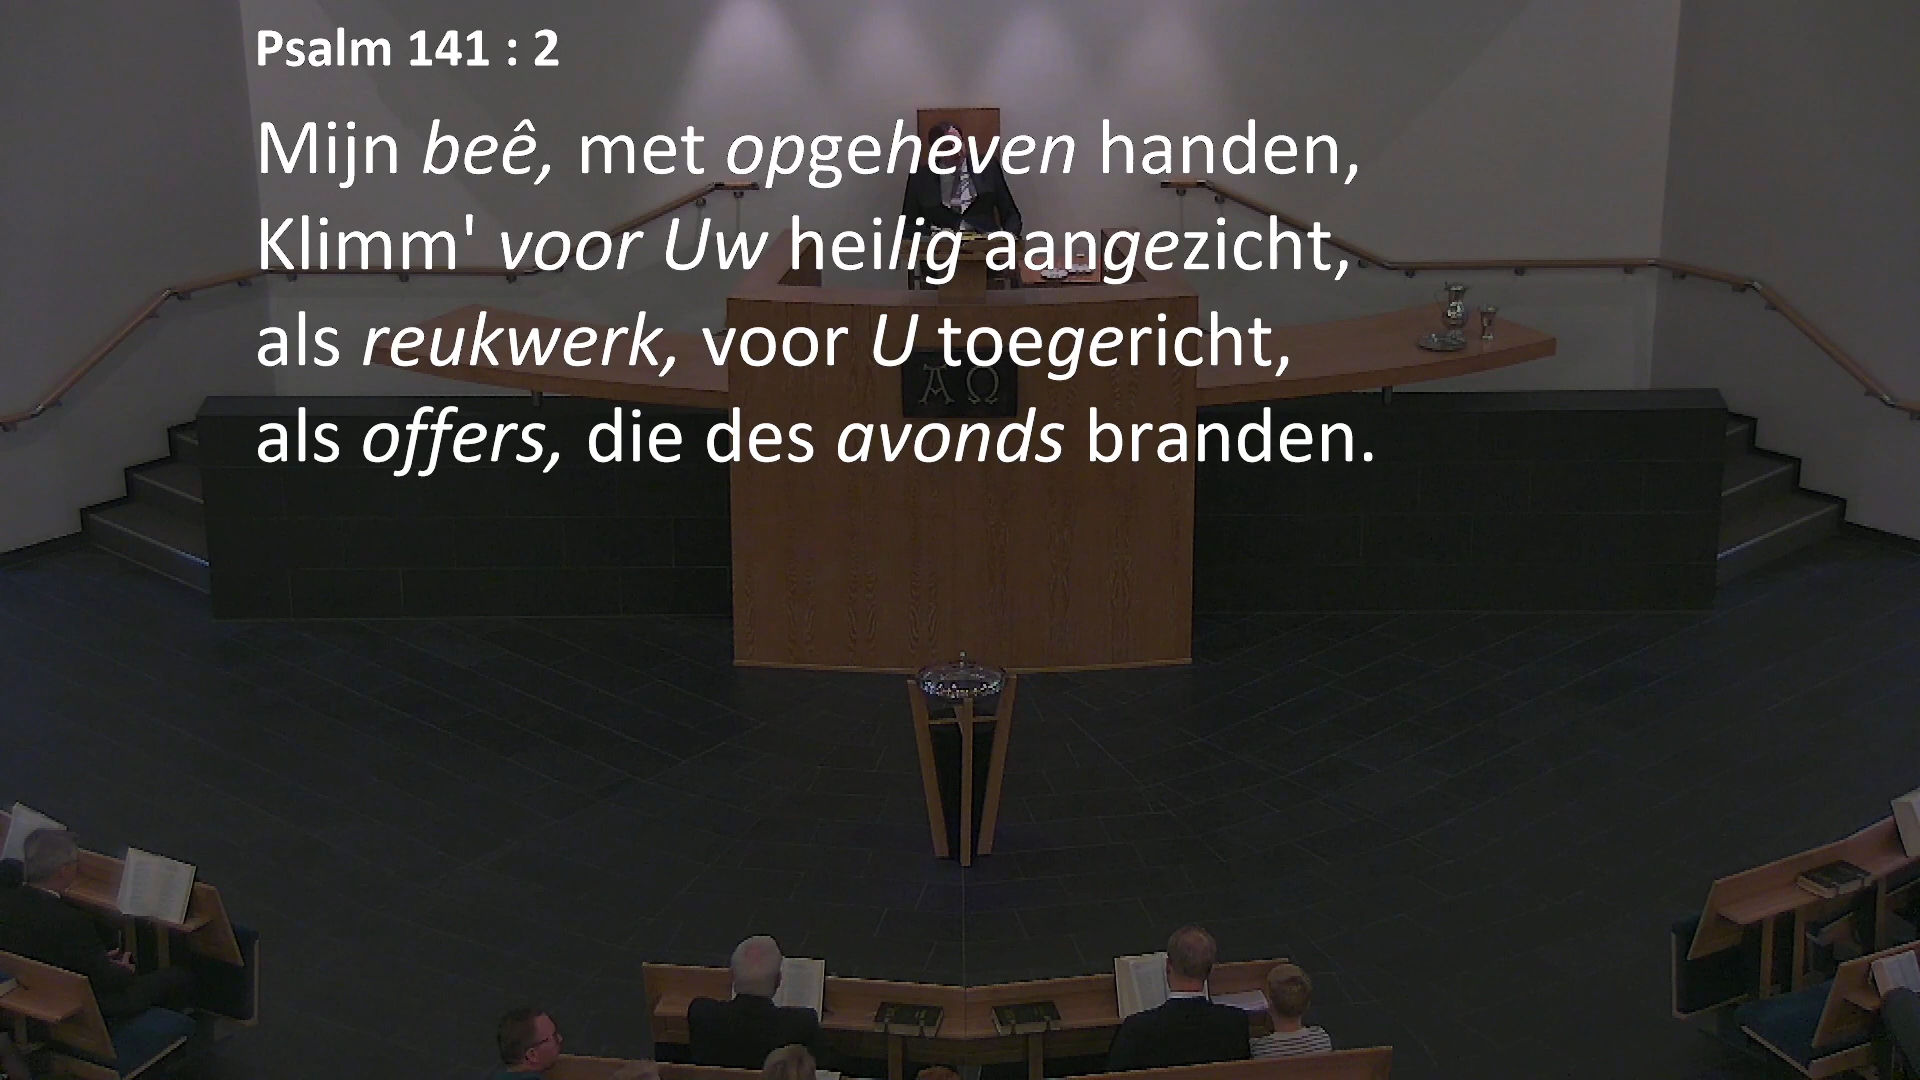 Psalm 141 : 2
Mijn beê, met opgeheven handen,
Klimm' voor Uw heilig aangezicht,
als reukwerk, voor U toegericht,
als offers, die des avonds branden.
Α Ω